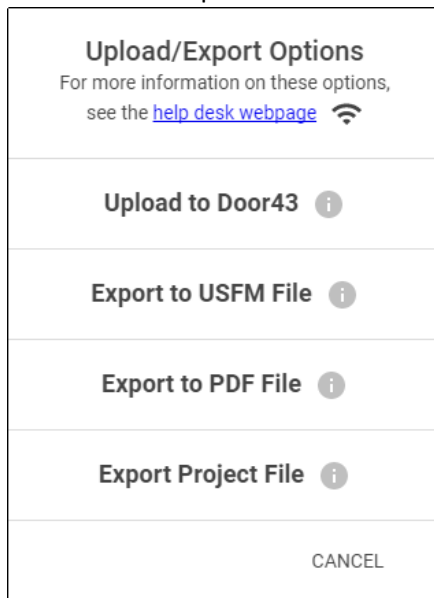 Upload/Export Options
For more information on these options,
see the help desk webpage
Upload to Door43
Export to USFM File
Export to PDF File
Export Project File
CANCEL